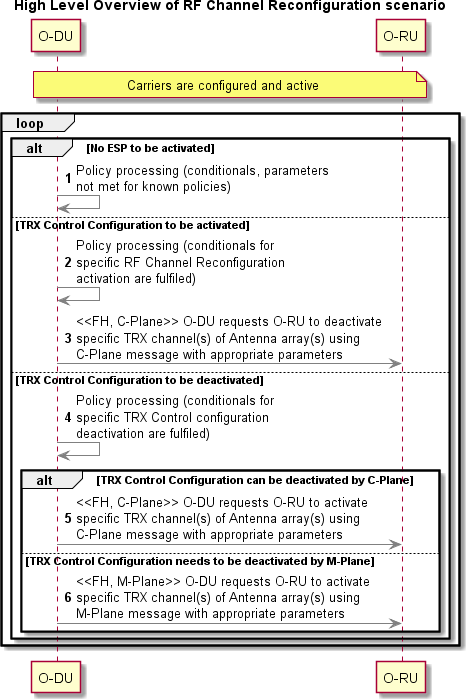 High Level Overview of RF Channel Reconfiguration scenario
O-DU
O-RU
Carriers are configured and active
loop
alt
[No ESP to be activated]
1 Policy processing (conditionals, parameters
not met for known policies)
[TRX Control Configuration to be activated]
Policy processing (conditionals for
2 specific RF Channel Reconfiguration
activation are fulfiled)
<<FH, C-Plane>> O-DU requests O-RU to deactivate
3 specific TRX channel(s) of Antenna array(s) using
C-Plane message with appropriate parameters
[TRX Control Configuration to be deactivated]
Policy processing (conditionals for
4 specific TRX Control configuration
deactivation are fulfiled)
alt
[TRX Control Configuration can be deactivated by C-Plane]
<<FH, C-Plane>> O-DU requests O-RU to activate
5 specific TRX channel(s) of Antenna array(s) using
C-Plane message with appropriate parameters
[TRX Control Configuration needs to be deactivated by M-Plane]
<<FH, M-Plane>> O-DU requests O-RU to activate
6 specific TRX channel(s) of Antenna array(s) using
M-Plane message with appropriate parameters
O-DU
O-RU